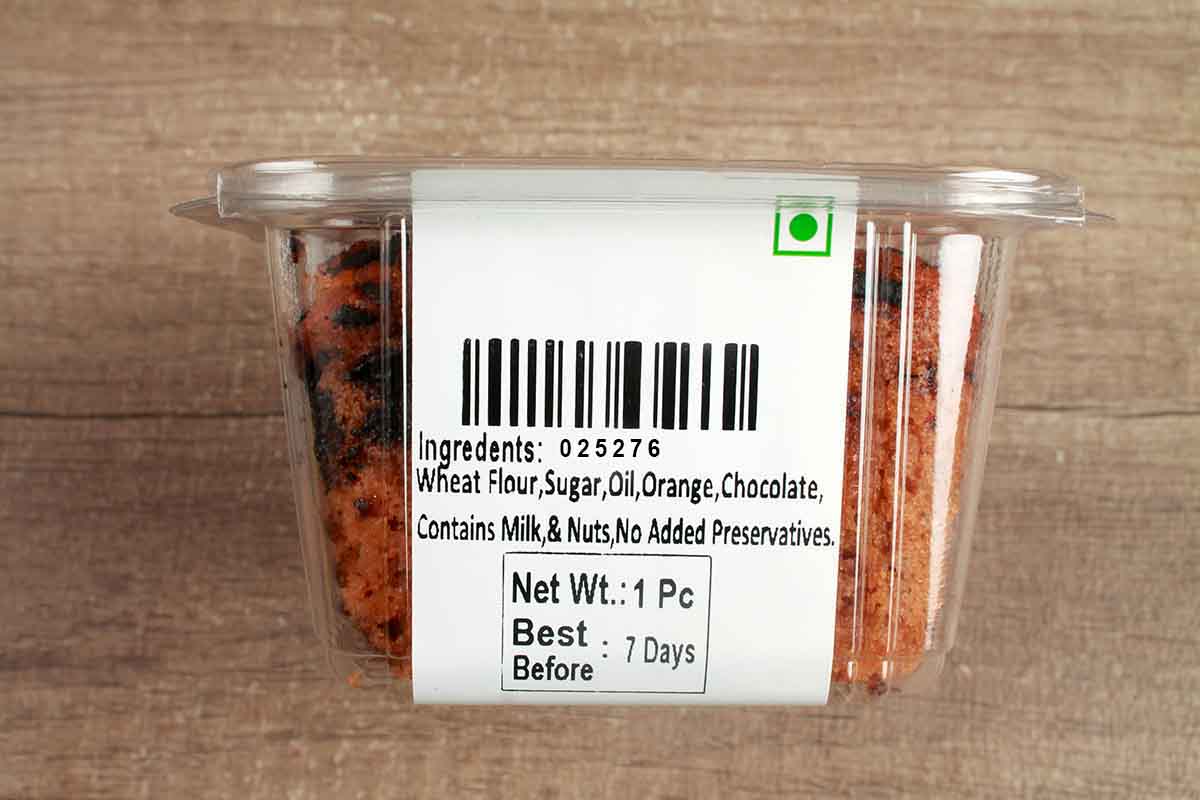 Ingredents: 025276
Wheat Flour,Sugar,Oil,Orange,Chocolate,
Contains Milk,& Nuts,No Added Preservatives.
Net Wt.:1 Pc
Best Before : 7 Days